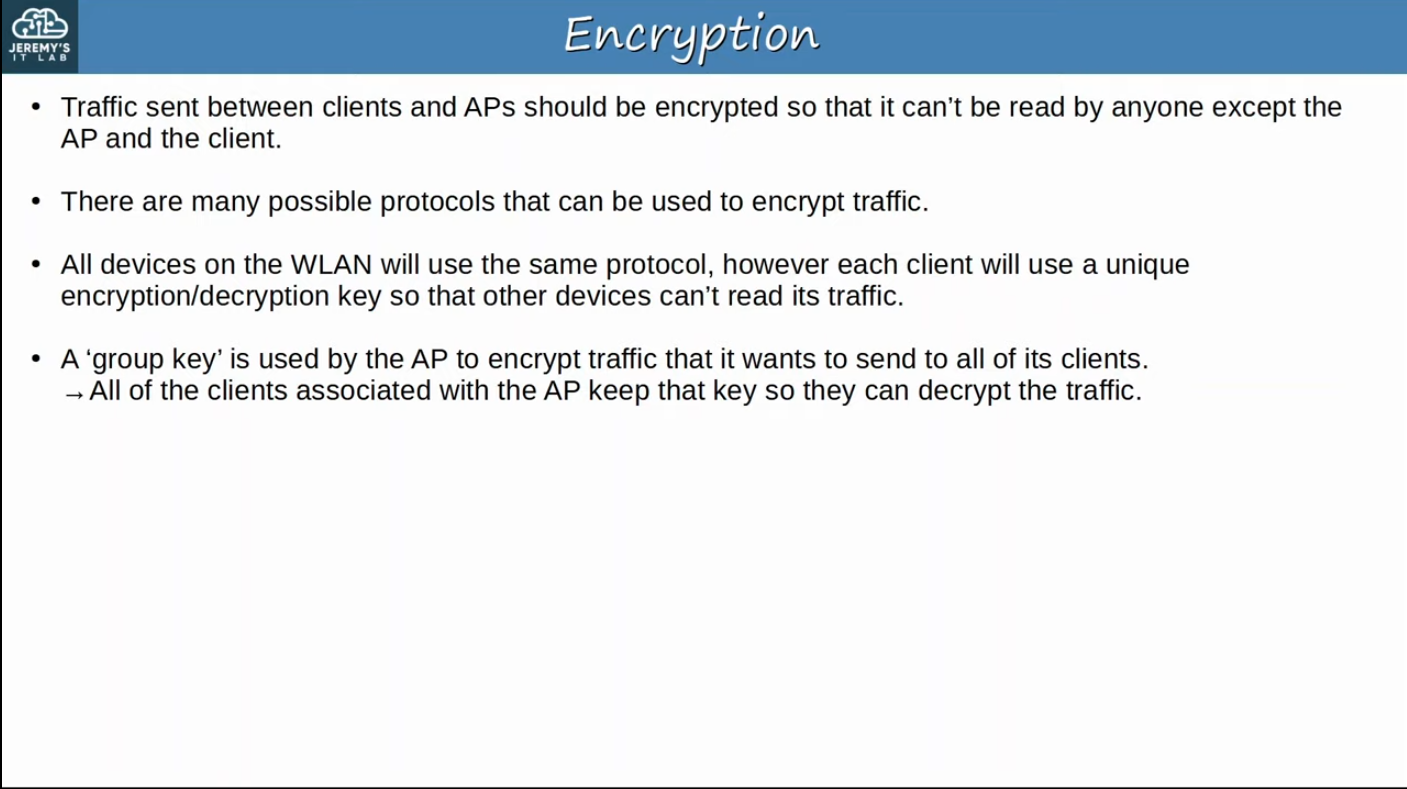 JEREMY'S
IT LAB
Encryption
• Traffic sent between clients and APs should be encrypted so that it can’t be read by anyone except the
AP and the client.
• There are many possible protocols that can be used to encrypt traffic.
• All devices on the WLAN will use the same protocol, however each client will use a unique
encryption/decryption key so that other devices can’t read its traffic.
• A ‘group key’ is used by the AP to encrypt traffic that it wants to send to all of its clients.
→All of the clients associated with the AP keep that key so they can decrypt the traffic.